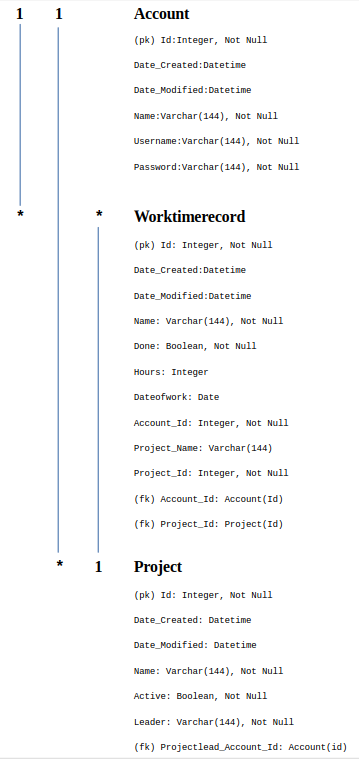 1 1 Account
(pk) Id:Integer, Not Null
Date_Created:Datetime
Date_Modified:Datetime
Name:Varchar(144), Not Null
Username:Varchar(144), Not Null
Password:Varchar(144), Not Null
* * Worktimerecord
(pk) Id: Integer, Not Null
Date_Created:Datetime
Date_Modified:Datetime
Name: Varchar(144), Not Null
Done: Boolean, Not Null
Hours: Integer
Dateofwork: Date
Account_Id: Integer, Not Null
Project_Name: Varchar(144)
Project_Id: Integer, Not Null
(fk) Account_Id: Account(Id)
(fk) Project_Id: Project(Id)
* 1 Project
(pk) Id: Integer, Not Null
Date_Created: Datetime
Date_Modified: Datetime
Name: Varchar(144), Not Null
Active: Boolean, Not Null
Leader: Varchar(144), Not Null
(fk) Projectlead_Account_Id: Account(id)